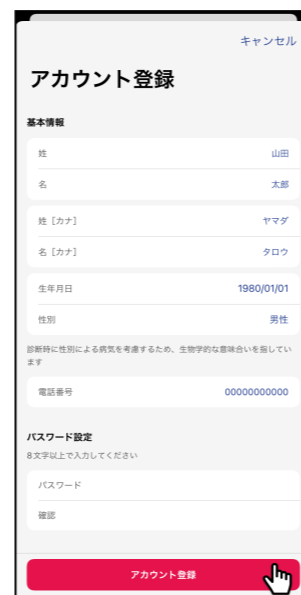 キャンセル
アカウント登録
基本情報
姓 山田
名 太郎
姓［カナ］ ヤマダ
名［カナ］ タロウ
生年月日 1980/01/01
性別 男性
診断時に性別による病気を考慮するため、生物学的な意味合いを指してい
ます
電話番号 00000000000
パスワード設定
8文字以上で入力してください
パスワード
確認
アカウント登録